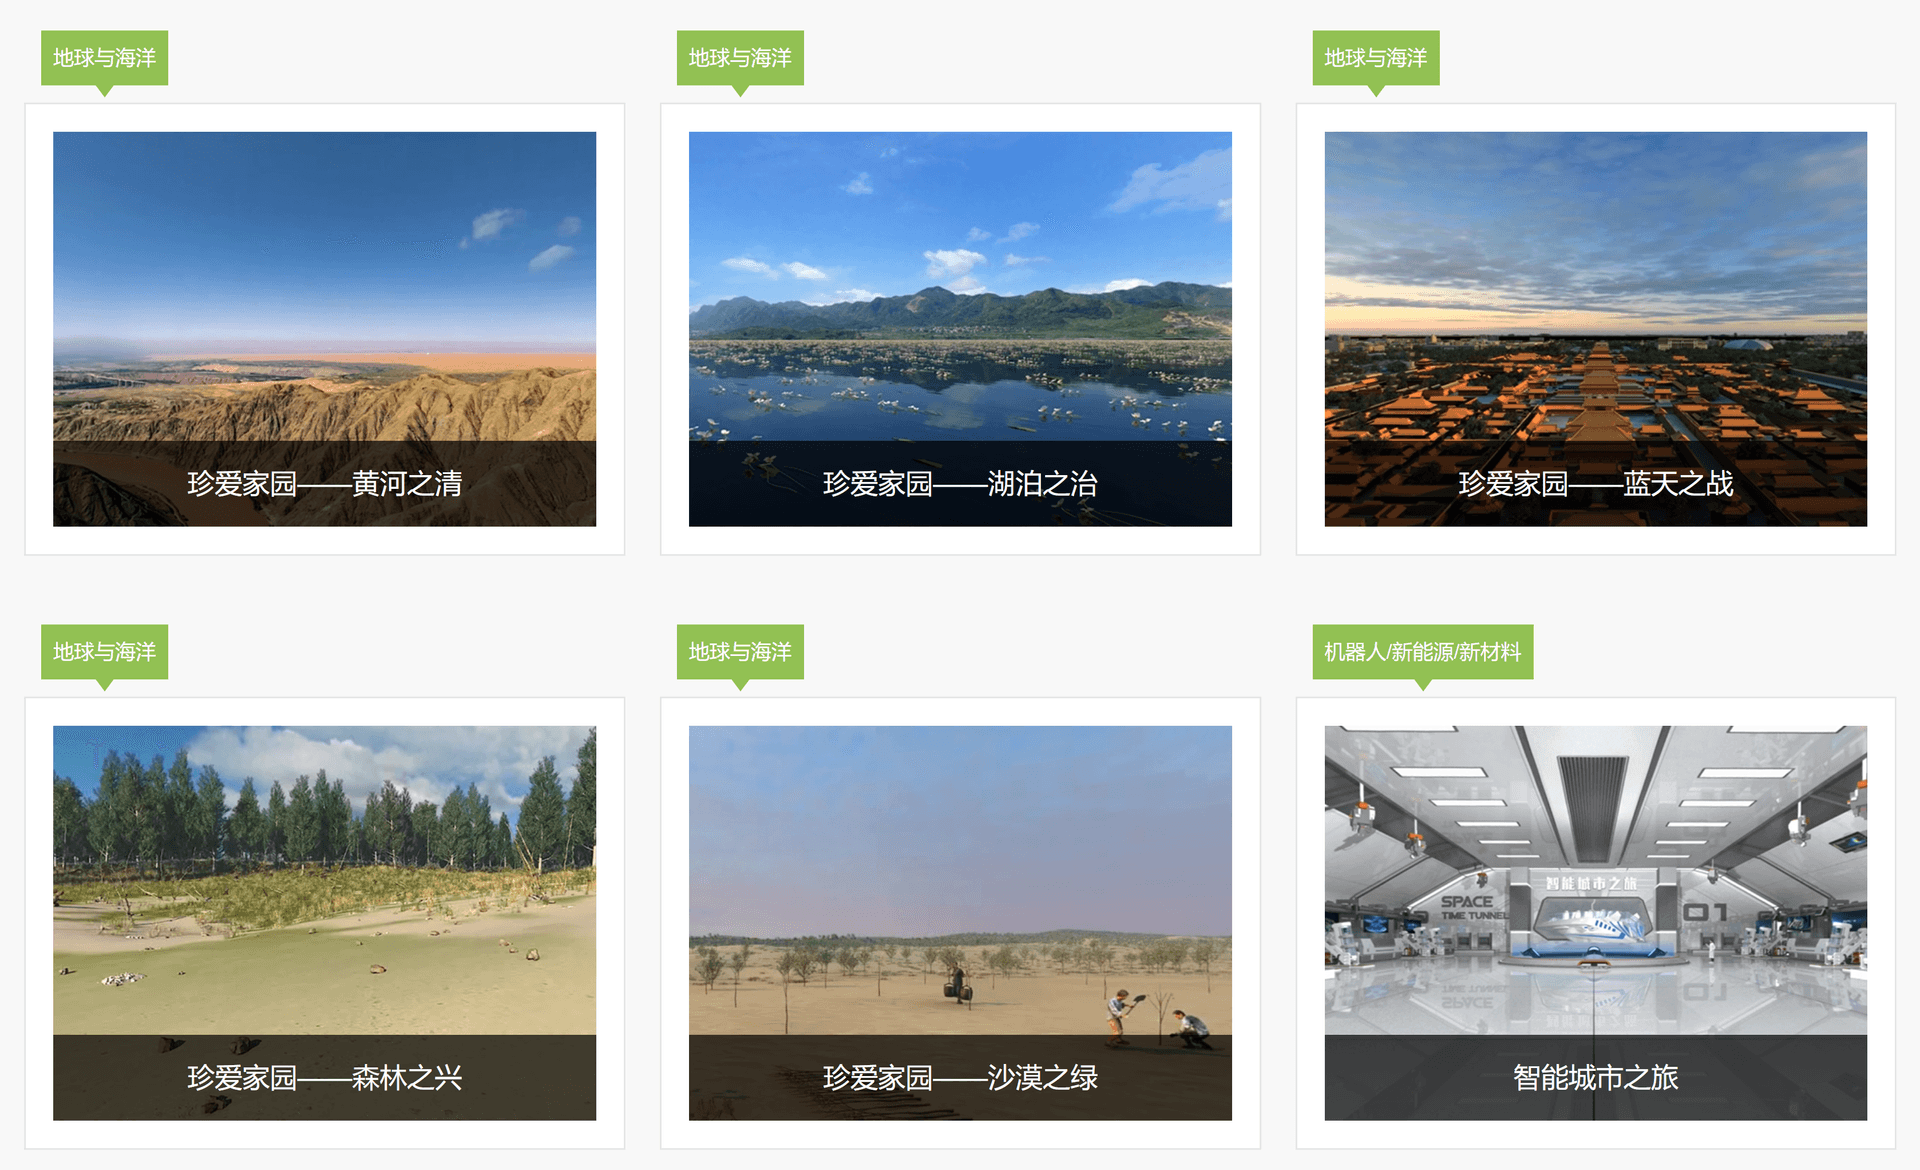 地球与海洋
地球与海洋
地球与海洋
珍爱家园——黄河之清
珍爱家园——湖泊之治
珍爱家园——蓝天之战
地球与海洋
地球与海洋
机器人/新能源/新材料
智能城市之旅
SPACE
TIME TUNNEL
01
珍爱家园——森林之兴
珍爱家园——沙漠之绿
智能城市之旅